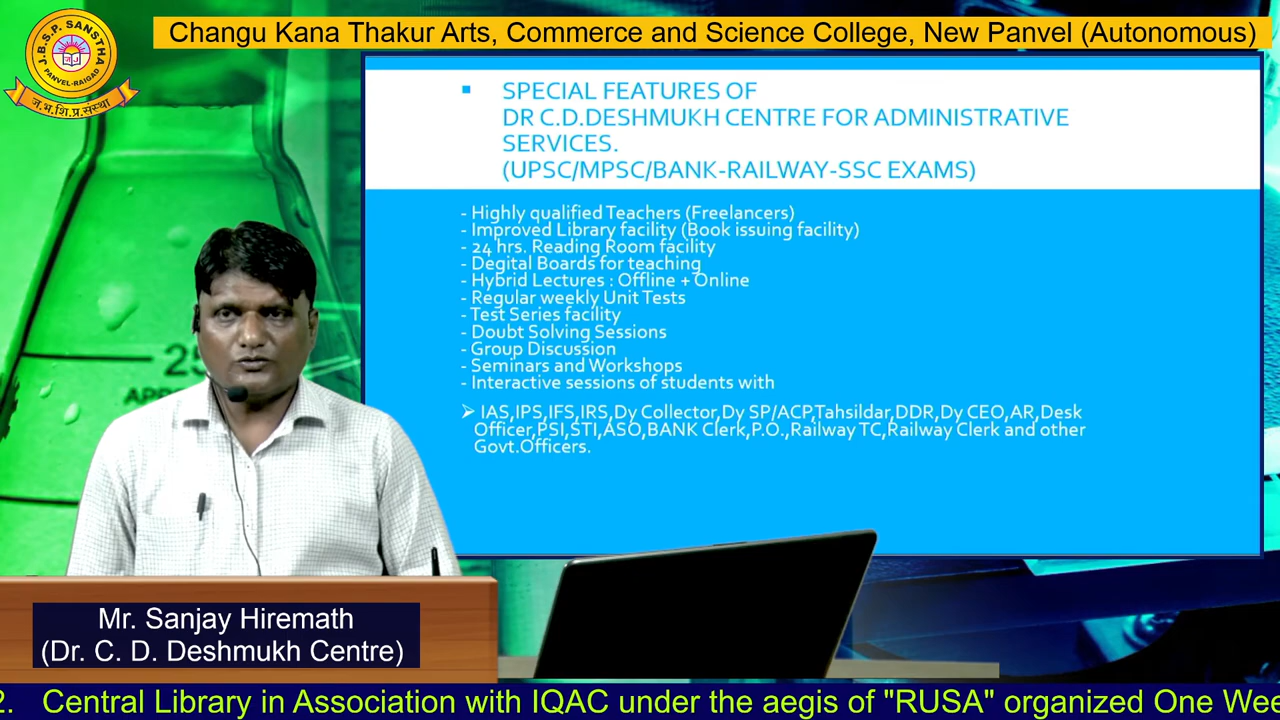 J.B.S.P. SANSTHA
PANVEL-RAIGAD
ज.भ.शि.प्र.संस्था
Changu Kana Thakur Arts, Commerce and Science College, New Panvel (Autonomous)
▪ SPECIAL FEATURES OF
DR C.D.DESHMUKH CENTRE FOR ADMINISTRATIVE
SERVICES.
(UPSC/MPSC/BANK-RAILWAY-SSC EXAMS)
- Highly qualified Teachers (Freelancers)
- Improved Library facility (Book issuing facility)
- 24 hrs. Reading Room facility
- Degital Boards for teaching
- Hybrid Lectures : Offline + Online
- Regular weekly Unit Tests
- Test Series facility
- Doubt Solving Sessions
- Group Discussion
- Seminars and Workshops
- Interactive sessions of students with
➢ IAS,IPS,IFS,IRS,Dy Collector,Dy SP/ACP,Tahsildar,DDR,Dy CEO,AR,Desk
Officer,PSI,STI,ASO,BANK Clerk,P.O.,Railway TC,Railway Clerk and other
Govt.Officers.
25
Mr. Sanjay Hiremath
(Dr. C. D. Deshmukh Centre)
2. Central Library in Association with IQAC under the aegis of "RUSA" organized One Wee